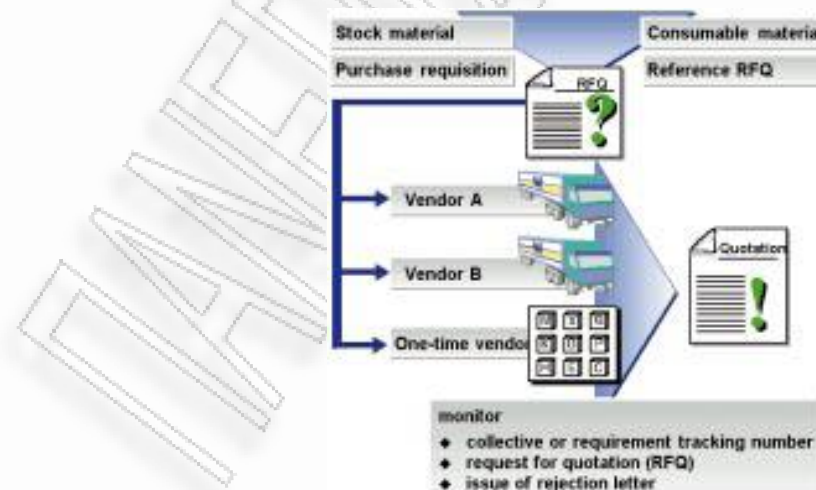 Stock material
Consumable materia
Purchase requisition
RFQ
Reference RFQ
Vendor A
Vendor B
Quotation
One-time vendor
monitor
collective or requirement tracking number
request for quotation (RFQ)
issue of rejection letter